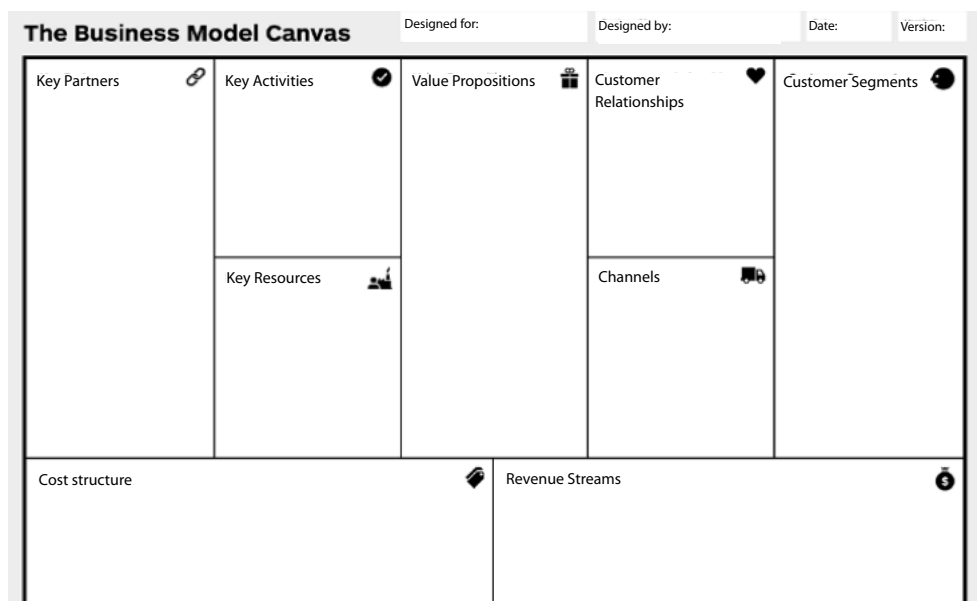 The Business Model Canvas
Designed for:
Designed by:
Date:
Version:
Key Partners
Key Activities
Value Propositions
Customer
Relationships
Customer Segments
Key Resources
Channels
Cost structure
Revenue Streams
$